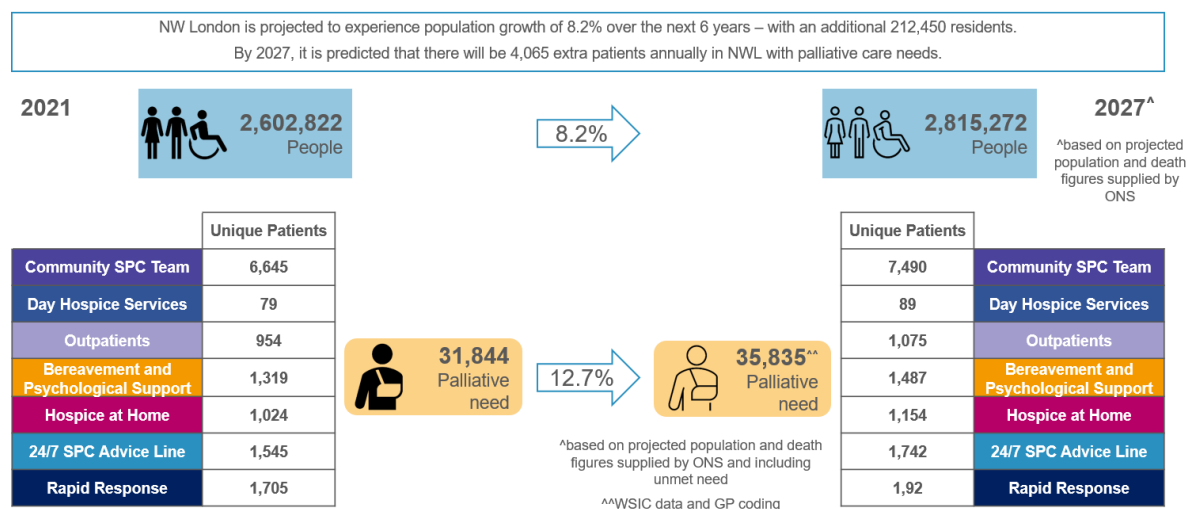 NW London is projected to experience population growth of 8.2% over the next 6 years – with an additional 212,450 residents.
By 2027, it is predicted that there will be 4,065 extra patients annually in NWL with palliative care needs.
2021
2,602,822
People
8.2%
2,815,272
People
2027^
^based on projected
population and death
figures supplied by
ONS
Unique Patients
Community SPC Team 6,645
Day Hospice Services 79
Outpatients 954
Bereavement and
Psychological Support 1,319
Hospice at Home 1,024
24/7 SPC Advice Line 1,545
Rapid Response 1,705
31,844
Palliative
need
12.7%
35,835^^
Palliative
need
^based on projected population and death
figures supplied by ONS and including
unmet need
^^WSIC data and GP coding
Unique Patients
7,490 Community SPC Team
89 Day Hospice Services
1,075 Outpatients
1,487 Bereavement and
Psychological Support
1,154 Hospice at Home
1,742 24/7 SPC Advice Line
1,92 Rapid Response